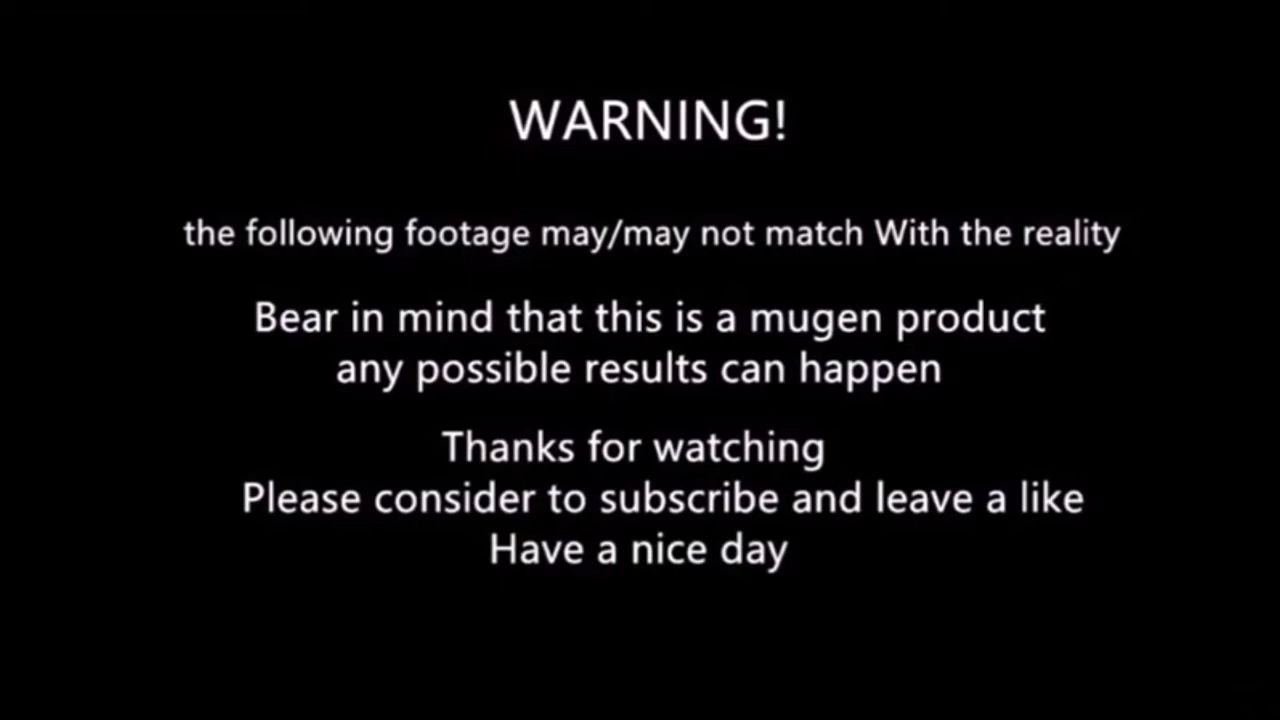 WARNING!
the following footage may/may not match With the reality
Bear in mind that this is a mugen product
any possible results can happen
Thanks for watching
Please consider to subscribe and leave a like
Have a nice day